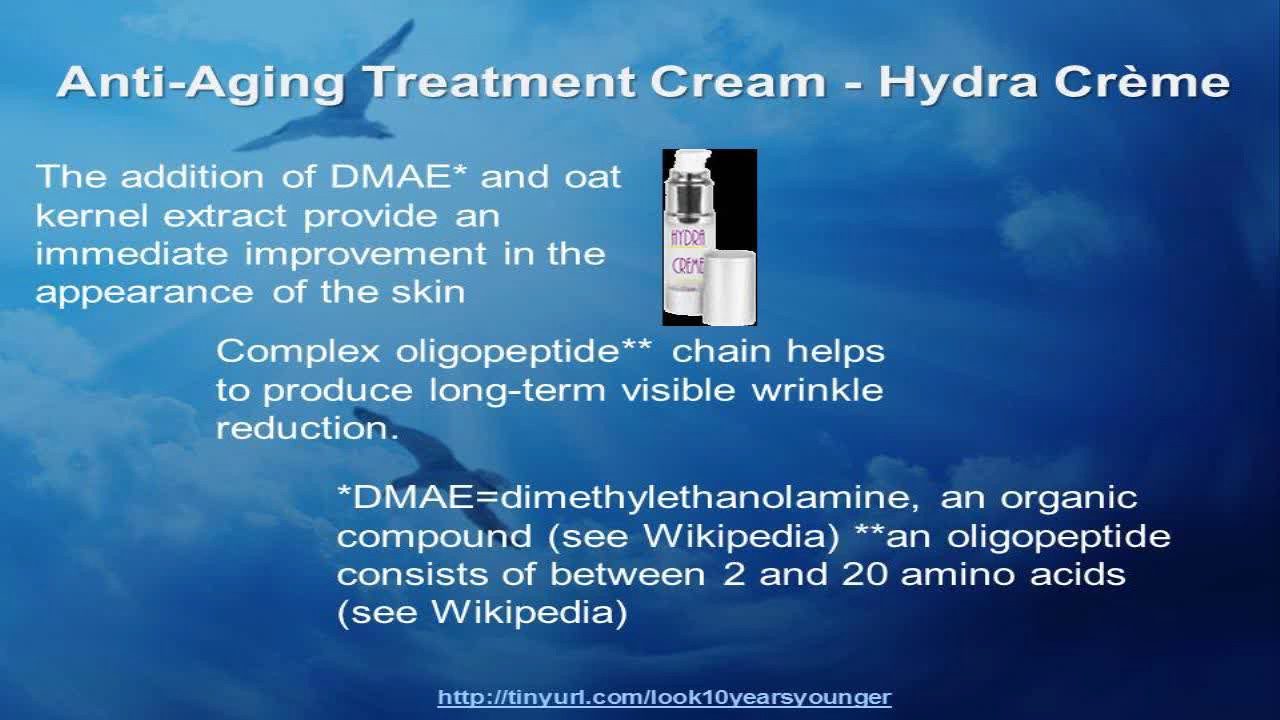 Anti-Aging Treatment Cream - Hydra Crème
The addition of DMAE* and oat
kernel extract provide an
immediate improvement in the
appearance of the skin
HYDRA
CREME
Complex oligopeptide** chain helps
to produce long-term visible wrinkle
reduction.
*DMAE=dimethylethanolamine, an organic
compound (see Wikipedia) **an oligopeptide
consists of between 2 and 20 amino acids
(see Wikipedia)
http://tinyurl.com/look10yearsyounger